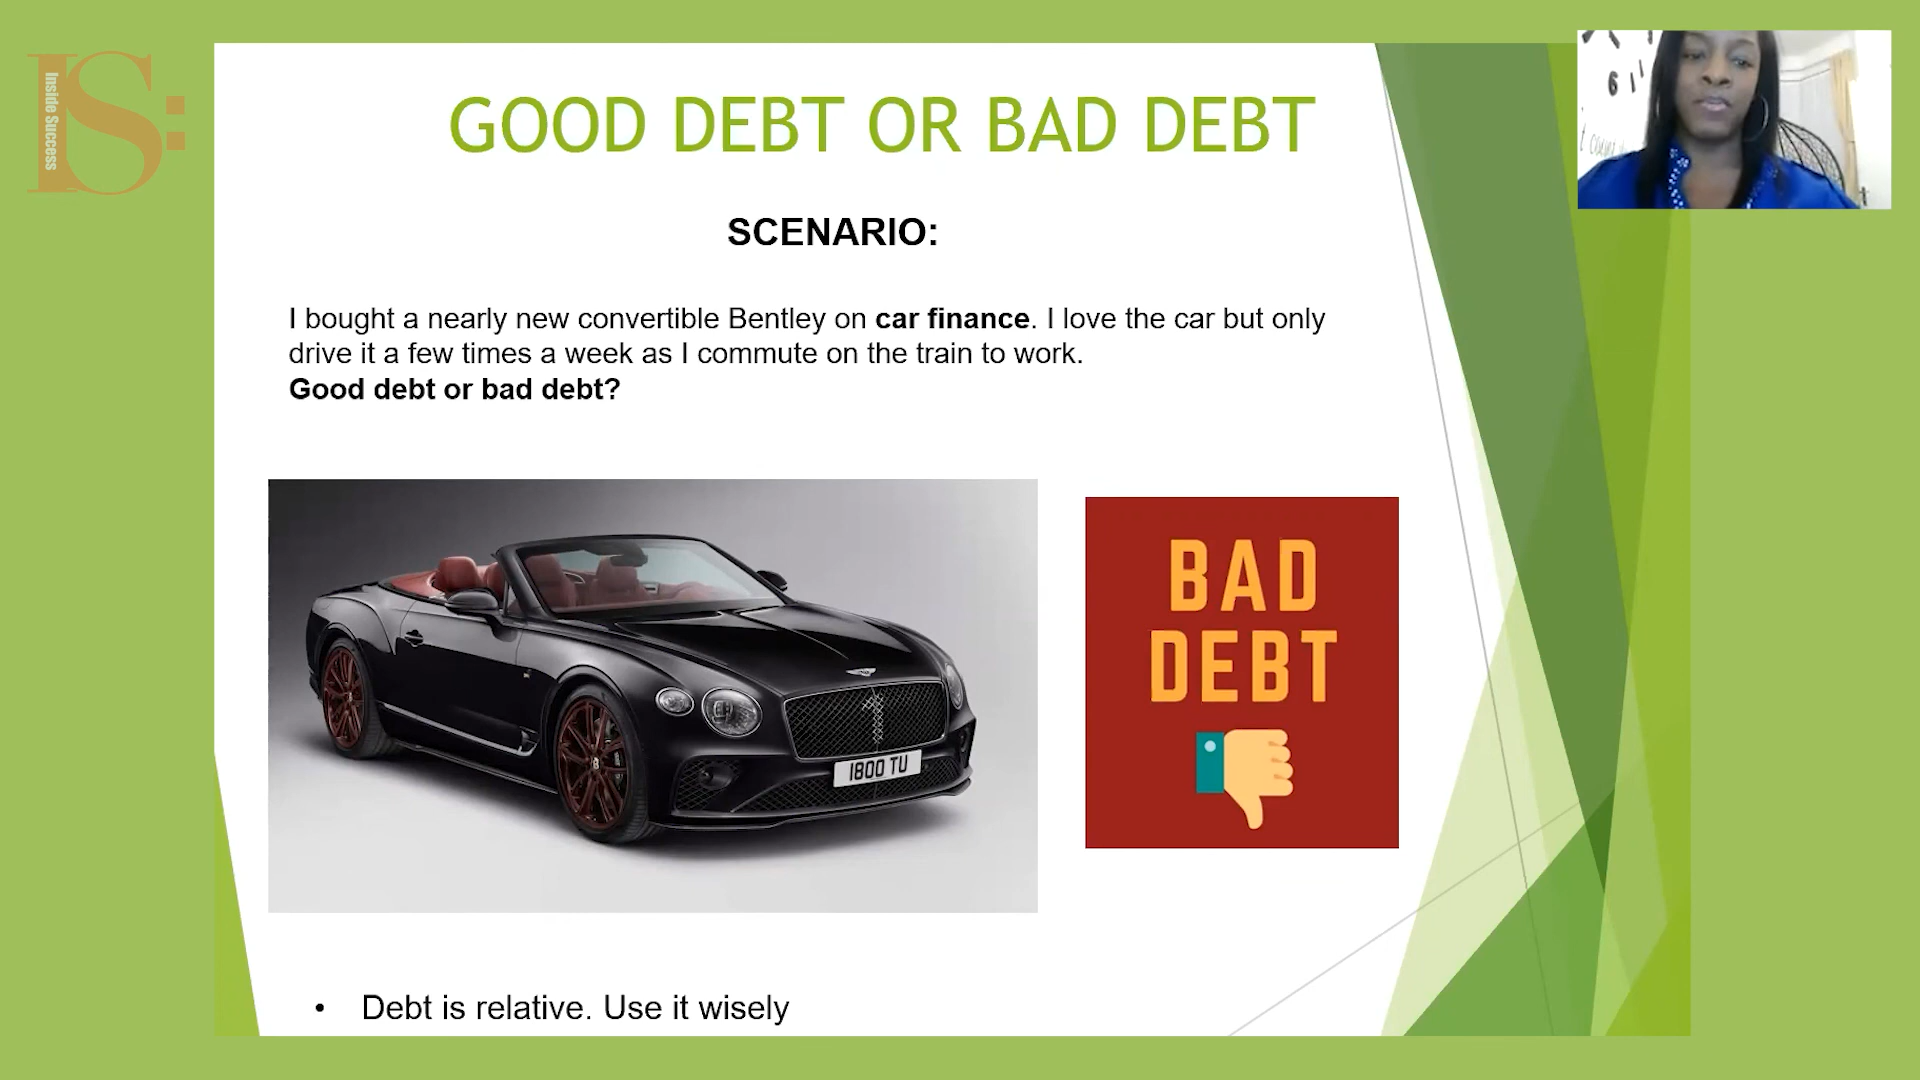 IS:
Inside Success
GOOD DEBT OR BAD DEBT
SCENARIO:
I bought a nearly new convertible Bentley on car finance. I love the car but only
drive it a few times a week as I commute on the train to work.
Good debt or bad debt?
1800 TU
BAD
DEBT
• Debt is relative. Use it wisely
6